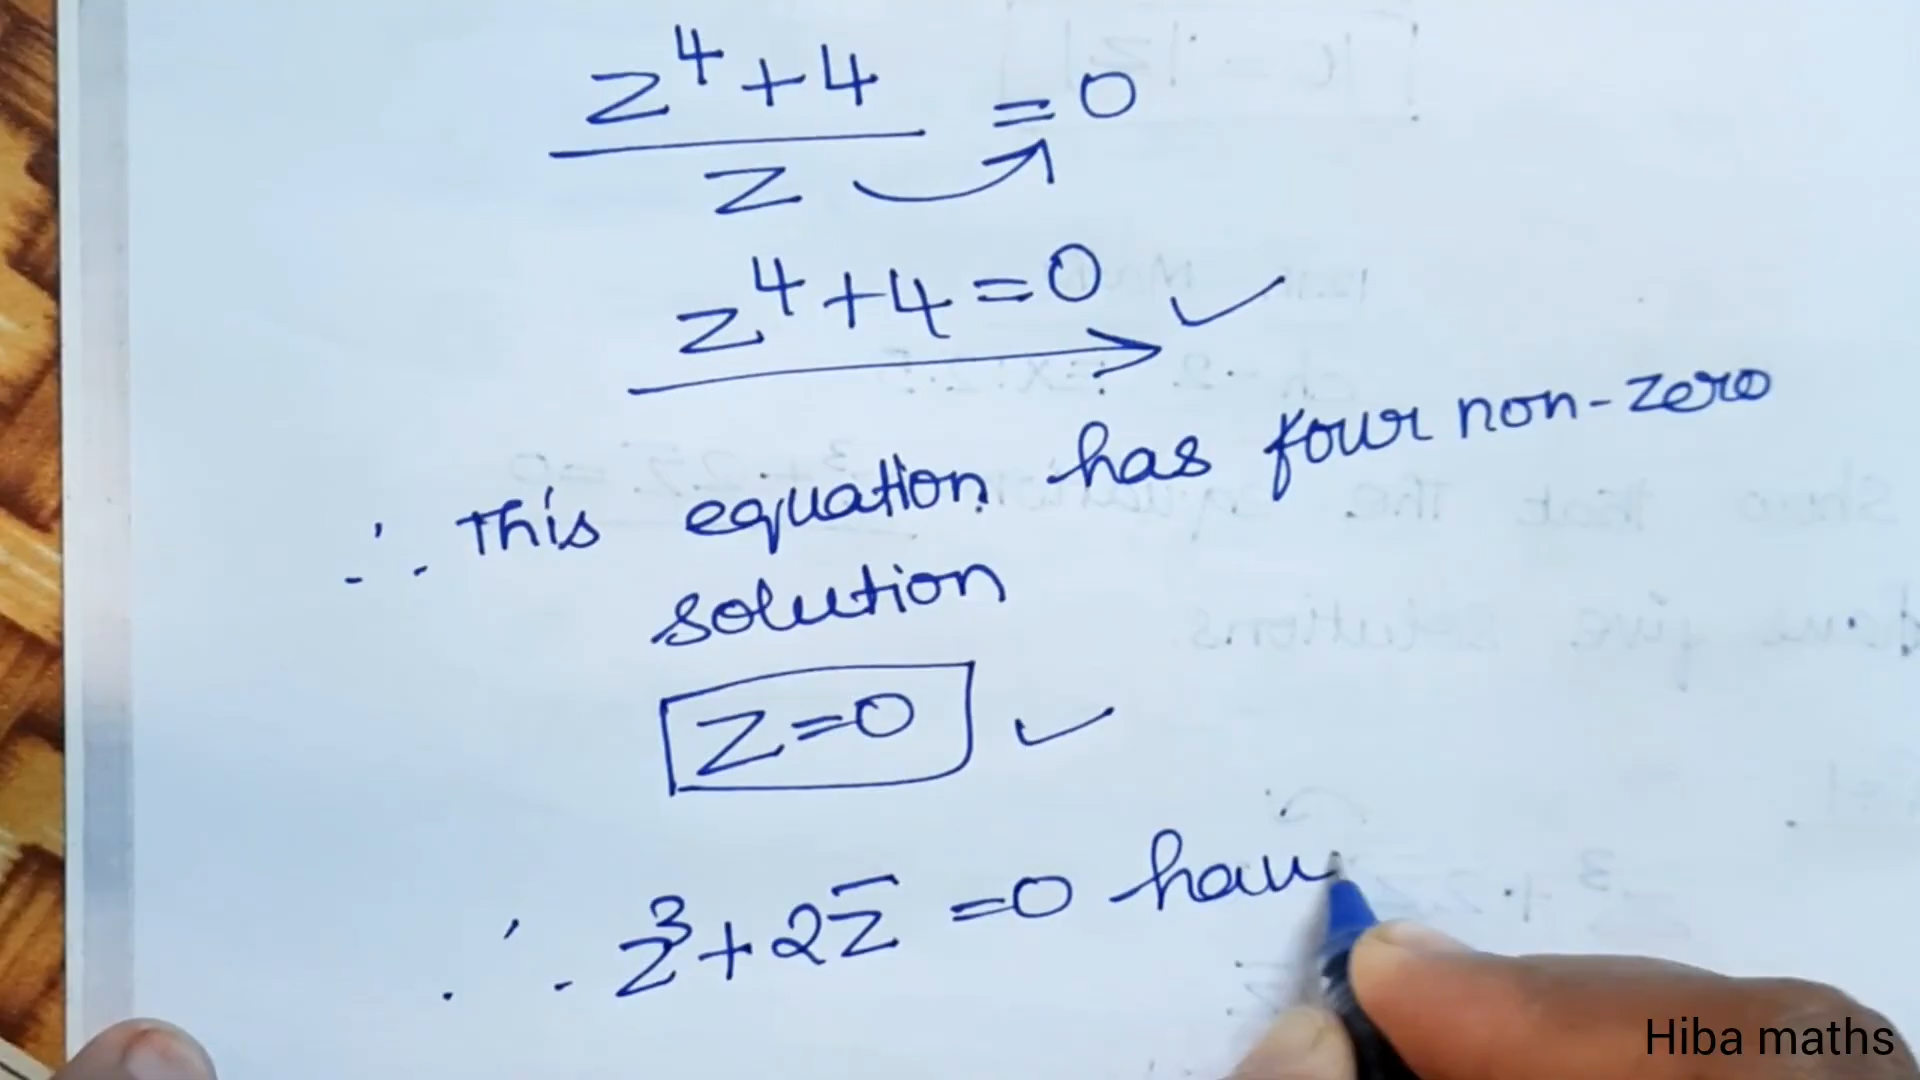 z⁴+4
z
=0
z⁴+4=0
∴ This equation has four non-zero
solution
z=0
∴ z³+2z̄ =0 hav
Hiba maths